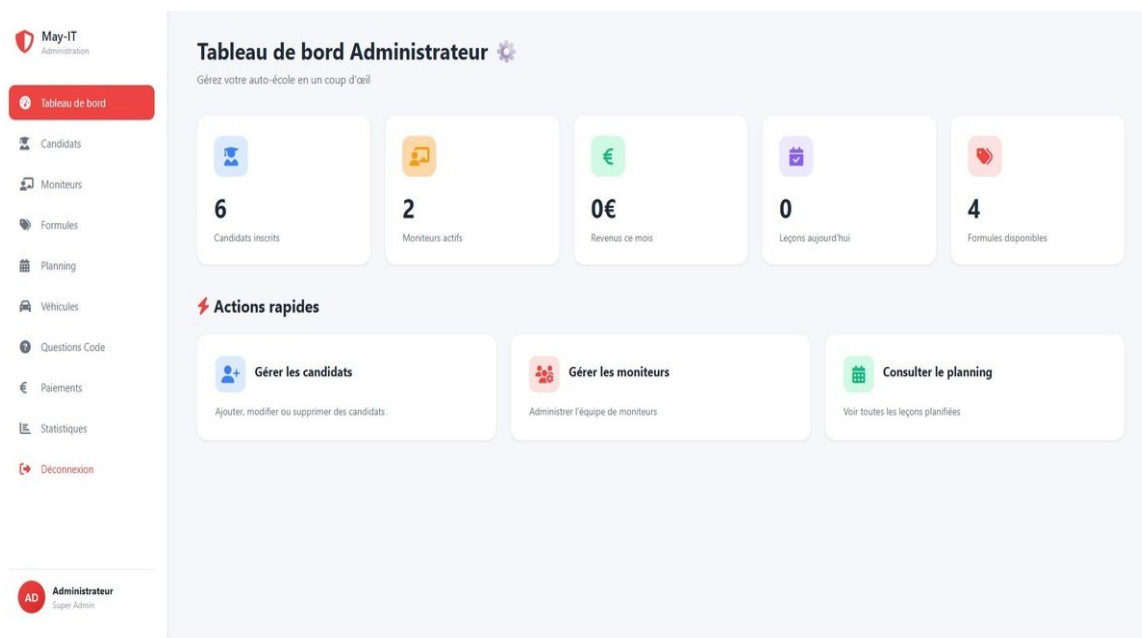 May-IT
Administration
Tableau de bord
Candidats
Moniteurs
Formules
Planning
Véhicules
Questions Code
Paiements
Statistiques
Déconnexion
AD
Administrateur
Super Admin
Tableau de bord Administrateur
Gérez votre auto-école en un coup d'œil
6
Candidats inscrits
2
Moniteurs actifs
0€
Revenus ce mois
0
Leçons aujourd'hui
4
Formules disponibles
Actions rapides
Gérer les candidats
Ajouter, modifier ou supprimer des candidats
Gérer les moniteurs
Administrer l'équipe de moniteurs
Consulter le planning
Voir toutes les leçons planifiées